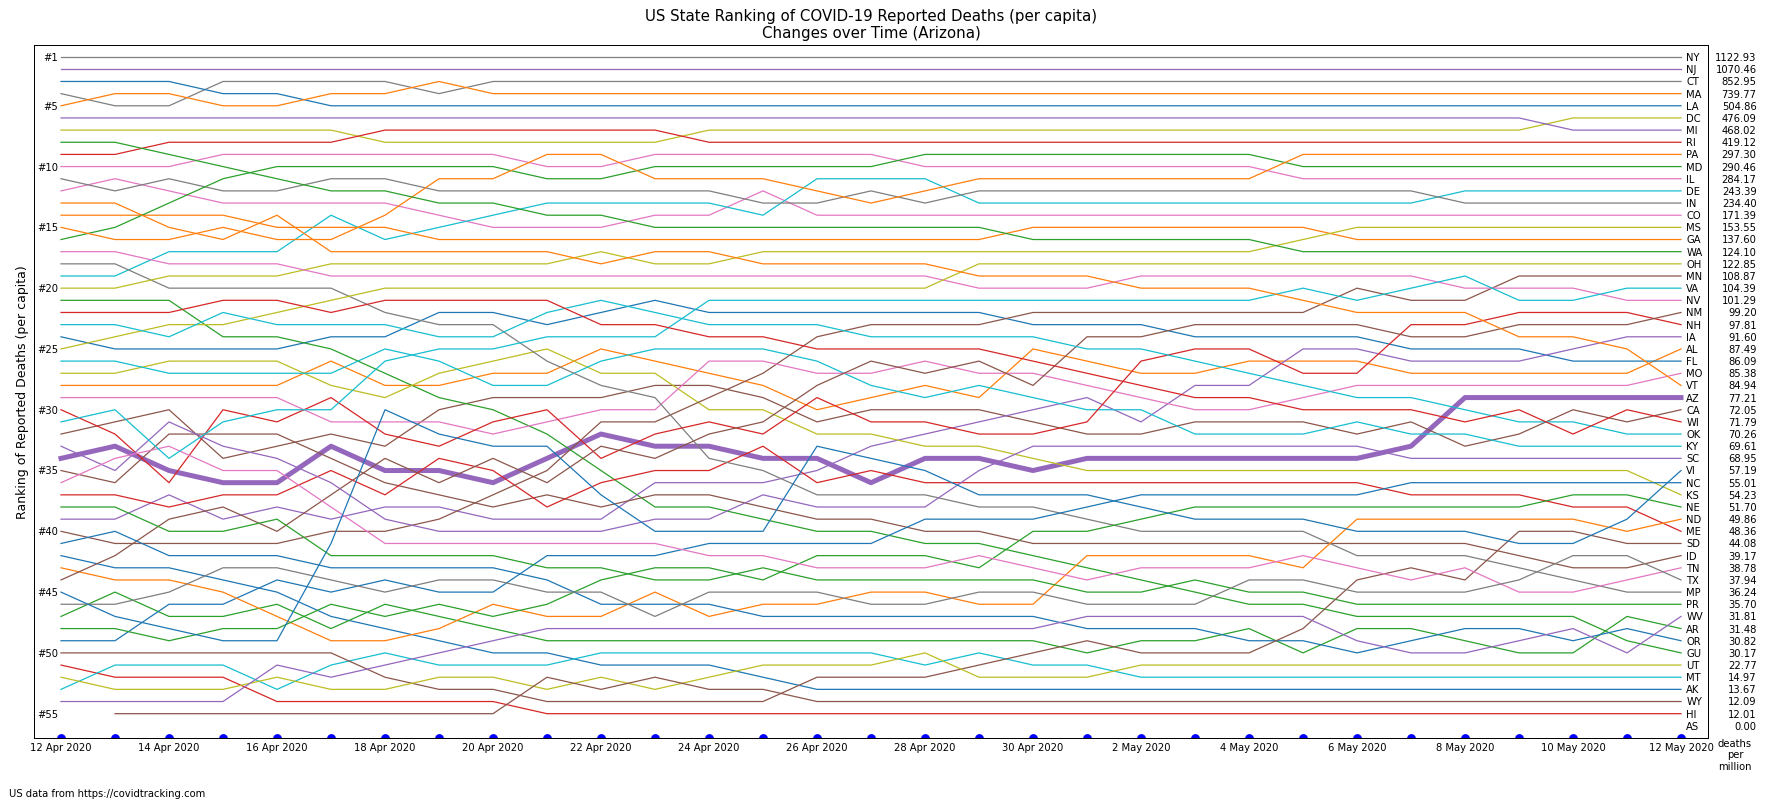 US State Ranking of COVID-19 Reported Deaths (per capita)
Changes over Time (Arizona)
Ranking of Reported Deaths (per capita)
#1
#5
#10
#15
#20
#25
#30
#35
#40
#45
#50
#55
NY 1122.93
NJ 1070.46
CT 852.95
MA 739.77
LA 504.86
DC 476.09
MI 468.02
RI 419.12
PA 297.30
MD 290.46
IL 284.17
DE 243.39
IN 234.40
CO 171.39
MS 153.55
GA 137.60
WA 124.10
OH 122.85
MN 108.87
VA 104.39
NV 101.29
NM 99.20
NH 97.81
IA 91.60
AL 87.49
FL 86.09
MO 85.38
VT 84.94
AZ 77.21
CA 72.05
WI 71.79
OK 70.26
KY 69.61
SC 68.95
VI 57.19
NC 55.01
KS 54.23
NE 51.70
ND 49.86
ME 48.36
SD 44.08
ID 39.17
TN 38.78
TX 37.94
MP 36.24
PR 35.70
WV 31.81
AR 31.48
OR 30.82
GU 30.17
UT 22.77
MT 14.97
AK 13.67
WY 12.09
HI 12.01
AS 0.00
12 Apr 2020 14 Apr 2020 16 Apr 2020 18 Apr 2020 20 Apr 2020 22 Apr 2020 24 Apr 2020 26 Apr 2020 28 Apr 2020 30 Apr 2020 2 May 2020 4 May 2020 6 May 2020 8 May 2020 10 May 2020 12 May 2020
deaths
per
million
US data from https://covidtracking.com